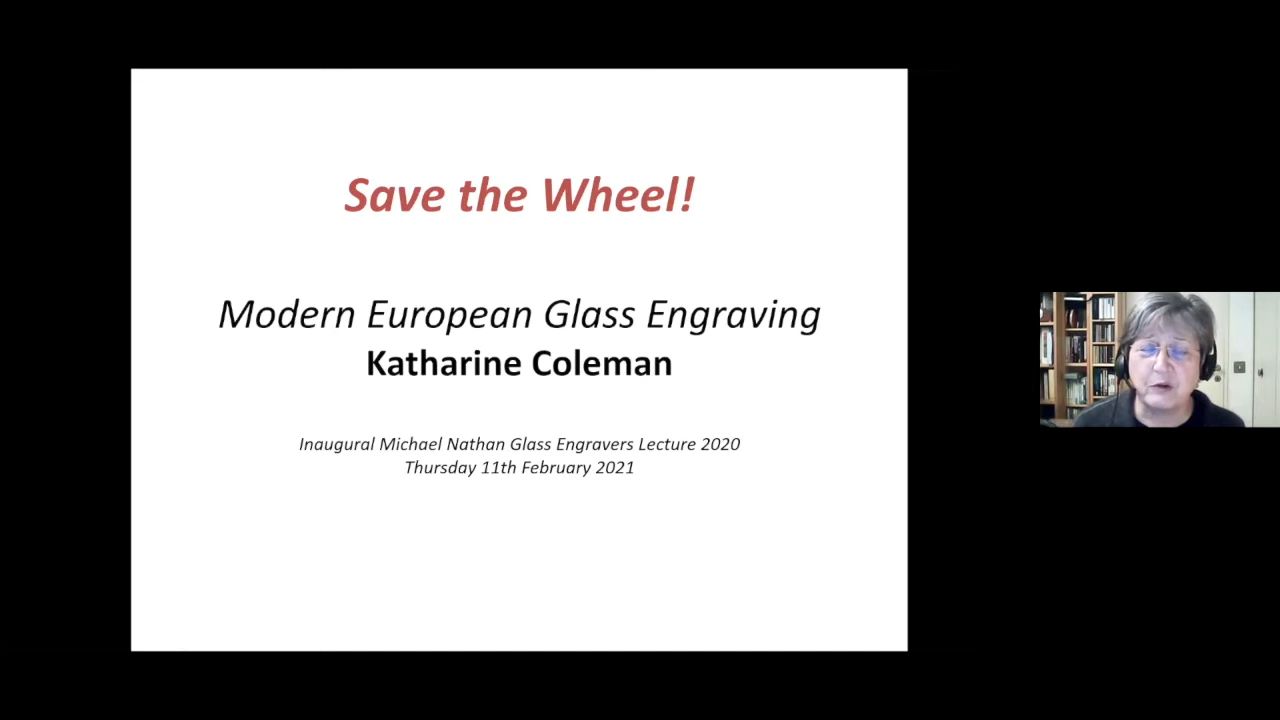 Save the Wheel!
Modern European Glass Engraving
Katharine Coleman
Inaugural Michael Nathan Glass Engravers Lecture 2020
Thursday 11th February 2021